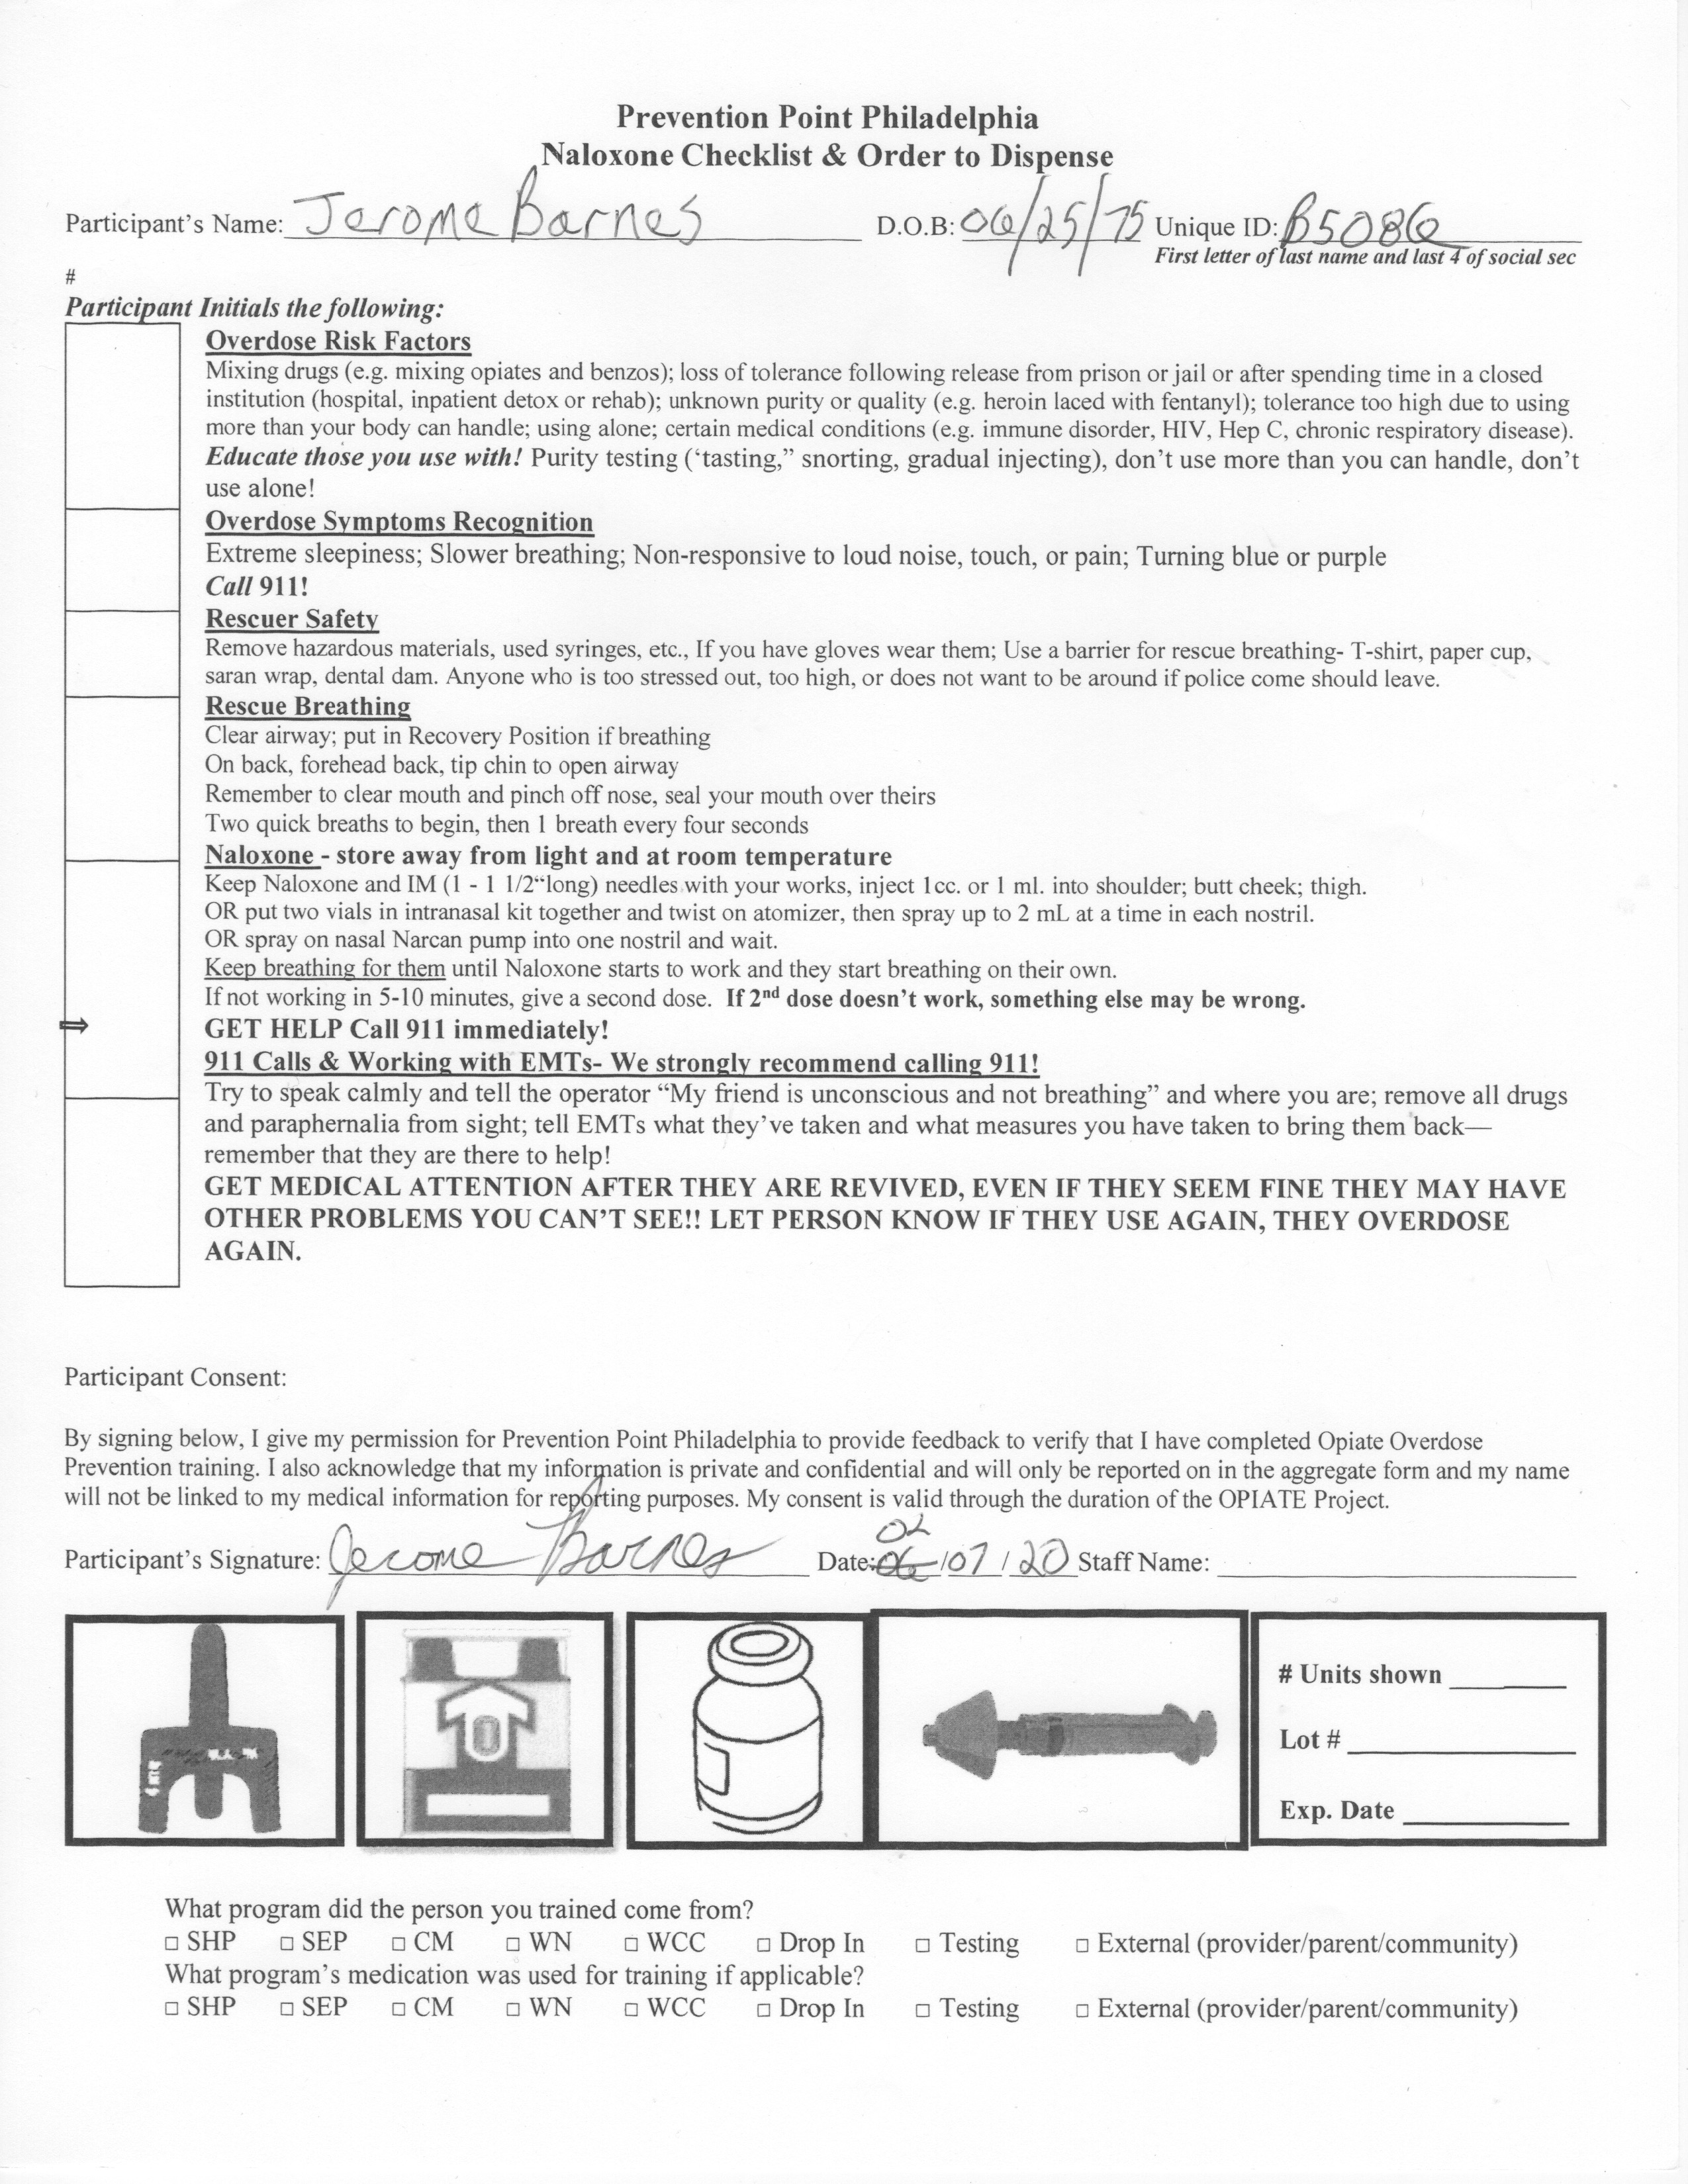 Prevention Point Philadelphia
Naloxone Checklist & Order to Dispense
Participant's Name: Jerome Barnes D.O.B: 06/25/75 Unique ID: B5086
First letter of last name and last 4 of social sec
#
Participant Initials the following:
Overdose Risk Factors
Mixing drugs (e.g. mixing opiates and benzos); loss of tolerance following release from prison or jail or after spending time in a closed
institution (hospital, inpatient detox or rehab); unknown purity or quality (e.g. heroin laced with fentanyl); tolerance too high due to using
more than your body can handle; using alone; certain medical conditions (e.g. immune disorder, HIV, Hep C, chronic respiratory disease).
Educate those you use with! Purity testing ('tasting," snorting, gradual injecting), don't use more than you can handle, don't
use alone!
Overdose Symptoms Recognition
Extreme sleepiness; Slower breathing; Non-responsive to loud noise, touch, or pain; Turning blue or purple
Call 911!
Rescuer Safety
Remove hazardous materials, used syringes, etc., If you have gloves wear them; Use a barrier for rescue breathing- T-shirt, paper cup,
saran wrap, dental dam. Anyone who is too stressed out, too high, or does not want to be around if police come should leave.
Rescue Breathing
Clear airway; put in Recovery Position if breathing
On back, forehead back, tip chin to open airway
Remember to clear mouth and pinch off nose, seal your mouth over theirs
Two quick breaths to begin, then 1 breath every four seconds
Naloxone - store away from light and at room temperature
Keep Naloxone and IM (1 - 1 1/2“long) needles with your works, inject 1cc. or 1 ml. into shoulder; butt cheek; thigh.
OR put two vials in intranasal kit together and twist on atomizer, then spray up to 2 mL at a time in each nostril.
OR spray on nasal Narcan pump into one nostril and wait.
Keep breathing for them until Naloxone starts to work and they start breathing on their own.
If not working in 5-10 minutes, give a second dose. If 2nd dose doesn't work, something else may be wrong.
⇒ GET HELP Call 911 immediately!
911 Calls & Working with EMTs- We strongly recommend calling 911!
Try to speak calmly and tell the operator “My friend is unconscious and not breathing” and where you are; remove all drugs
and paraphernalia from sight; tell EMTs what they've taken and what measures you have taken to bring them back—
remember that they are there to help!
GET MEDICAL ATTENTION AFTER THEY ARE REVIVED, EVEN IF THEY SEEM FINE THEY MAY HAVE
OTHER PROBLEMS YOU CAN'T SEE!! LET PERSON KNOW IF THEY USE AGAIN, THEY OVERDOSE
AGAIN.
Participant Consent:
By signing below, I give my permission for Prevention Point Philadelphia to provide feedback to verify that I have completed Opiate Overdose
Prevention training. I also acknowledge that my information is private and confidential and will only be reported on in the aggregate form and my name
will not be linked to my medical information for reporting purposes. My consent is valid through the duration of the OPIATE Project.
02
Participant's Signature: Jerome Barnes Date: 06/07/20 Staff Name:
# Units shown
Lot #
Exp. Date
What program did the person you trained come from?
□ SHP □ SEP □ CM □ WN □ WCC □ Drop In □ Testing □ External (provider/parent/community)
What program's medication was used for training if applicable?
□ SHP □ SEP □ CM □ WN □ WCC □ Drop In □ Testing □ External (provider/parent/community)